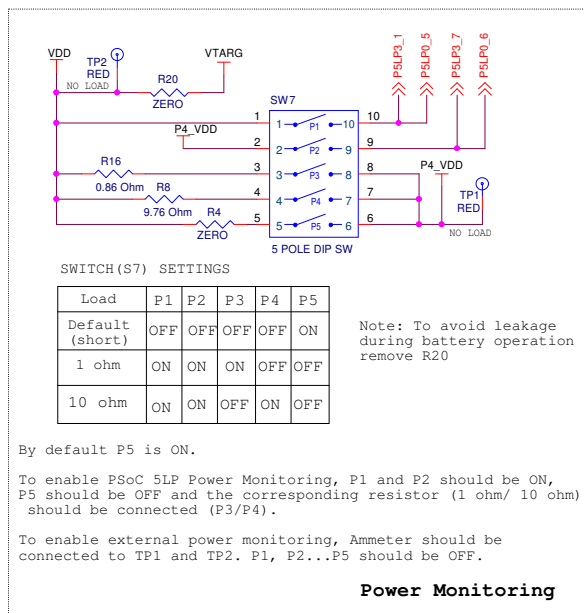 VDD
TP2
RED
NO LOAD
R20
ZERO
VTARG
P5LP3_1
P5LP0_5
P5LP3_7
P5LP0_6
SW7
1 1 P1 10 10
P4_VDD
2 2 P2 9 9
R16
0.86 Ohm
3 3 P3 8 8
R8
9.76 Ohm
4 4 P4 7 7
R4
ZERO
5 5 P5 6 6
P4_VDD
TP1
RED
NO LOAD
5 POLE DIP SW
SWITCH(S7) SETTINGS
Load P1 P2 P3 P4 P5
Default (short) OFF OFF OFF OFF ON
1 ohm ON ON ON OFF OFF
10 ohm ON ON OFF ON OFF
Note: To avoid leakage
during battery operation
remove R20
By default P5 is ON.
To enable PSoC 5LP Power Monitoring, P1 and P2 should be ON,
P5 should be OFF and the corresponding resistor (1 ohm/ 10 ohm)
should be connected (P3/P4).
To enable external power monitoring, Ammeter should be
connected to TP1 and TP2. P1, P2...P5 should be OFF.
Power Monitoring